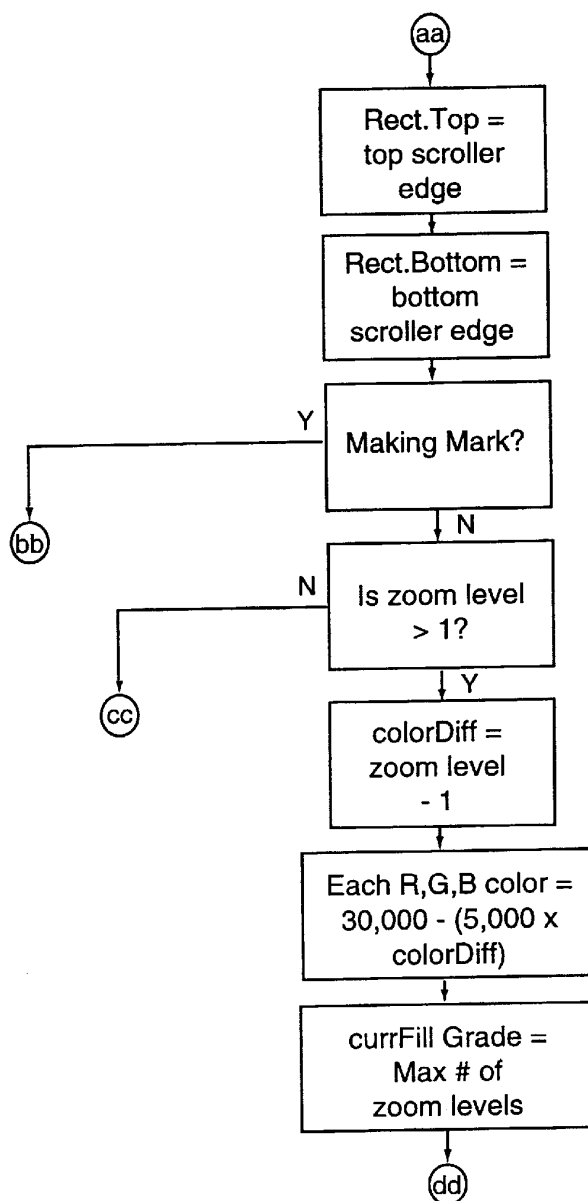 aa
Rect.Top =
top scroller
edge
Rect.Bottom =
bottom
scroller edge
Y
Making Mark?
bb
N
N
Is zoom level
> 1?
cc
Y
colorDiff =
zoom level
- 1
Each R,G,B color =
30,000 - (5,000 x
colorDiff)
currFill Grade =
Max # of
zoom levels
dd